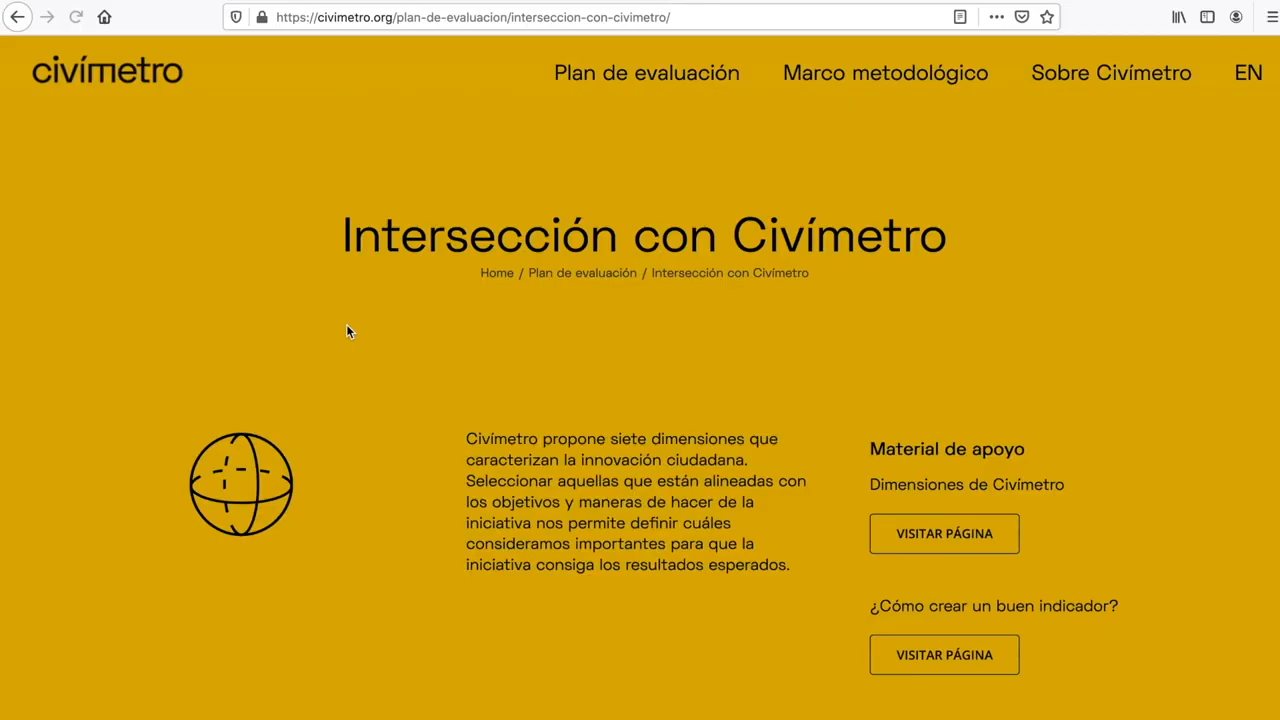 https://civimetro.org/plan-de-evaluacion/interseccion-con-civimetro/
civímetro
Plan de evaluación
Marco metodológico
Sobre Civímetro
EN
Intersección con Civímetro
Home / Plan de evaluación / Intersección con Civímetro
Civímetro propone siete dimensiones que
caracterizan la innovación ciudadana.
Seleccionar aquellas que están alineadas con
los objetivos y maneras de hacer de la
iniciativa nos permite definir cuáles
consideramos importantes para que la
iniciativa consiga los resultados esperados.
Material de apoyo
Dimensiones de Civímetro
VISITAR PÁGINA
¿Cómo crear un buen indicador?
VISITAR PÁGINA